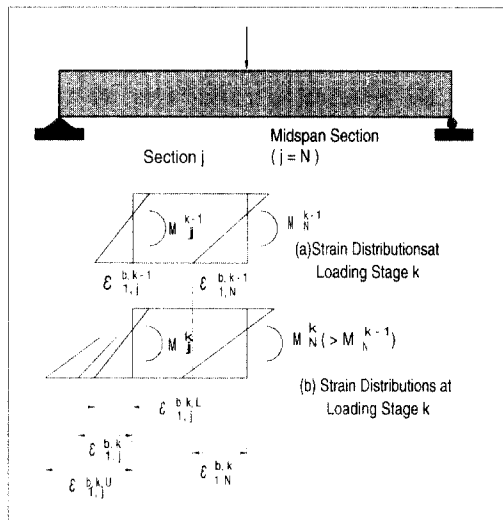 Midspan Section
Section j
( j = N )
M j k-1
M N k-1
(a)Strain Distributionsat
Loading Stage k
ε 1, j b, k-1
ε 1, N b, k-1
M j k
M N k ( > M N k-1 )
(b) Strain Distributions at
Loading Stage k
ε 1, j b, k, L
ε 1, j b, k
ε 1 N b, k
ε 1, j b, k, U